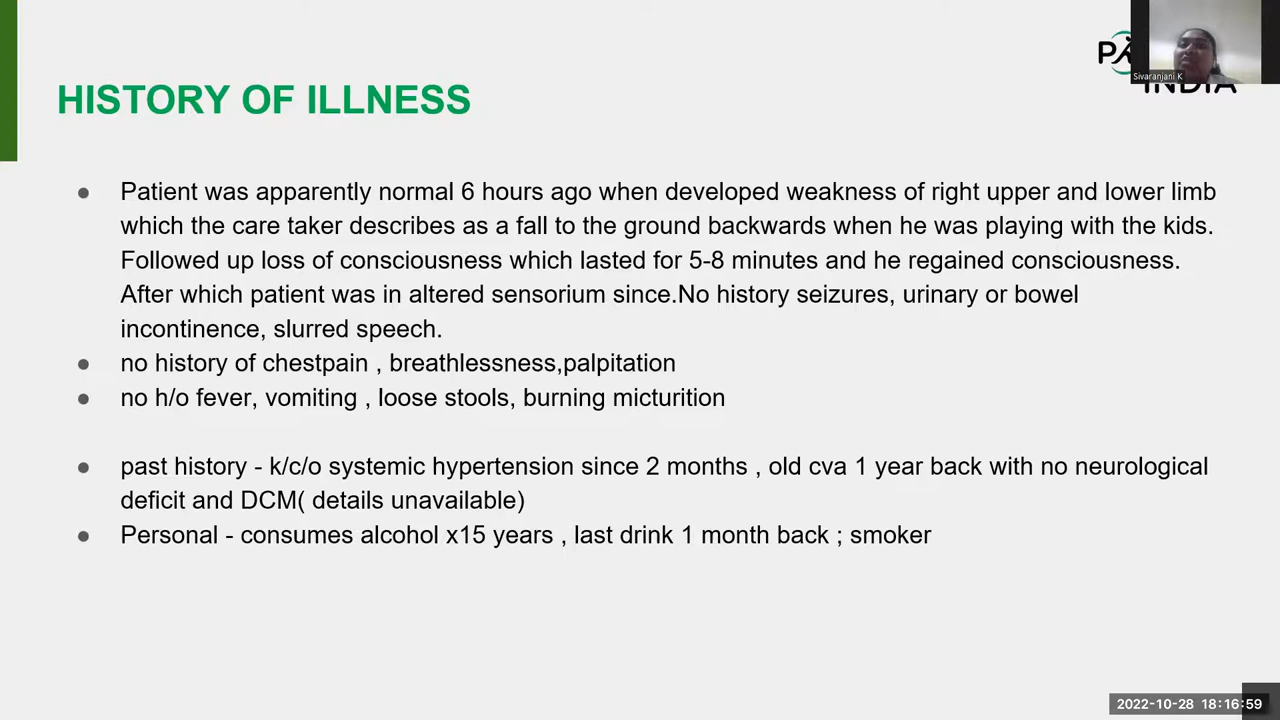 HISTORY OF ILLNESS
Sivaranjani K
INDIA
Patient was apparently normal 6 hours ago when developed weakness of right upper and lower limb
which the care taker describes as a fall to the ground backwards when he was playing with the kids.
Followed up loss of consciousness which lasted for 5-8 minutes and he regained consciousness.
After which patient was in altered sensorium since.No history seizures, urinary or bowel
incontinence, slurred speech.
no history of chestpain , breathlessness,palpitation
no h/o fever, vomiting , loose stools, burning micturition
past history - k/c/o systemic hypertension since 2 months , old cva 1 year back with no neurological
deficit and DCM( details unavailable)
Personal - consumes alcohol x15 years , last drink 1 month back ; smoker
2022-10-28 18:16:59